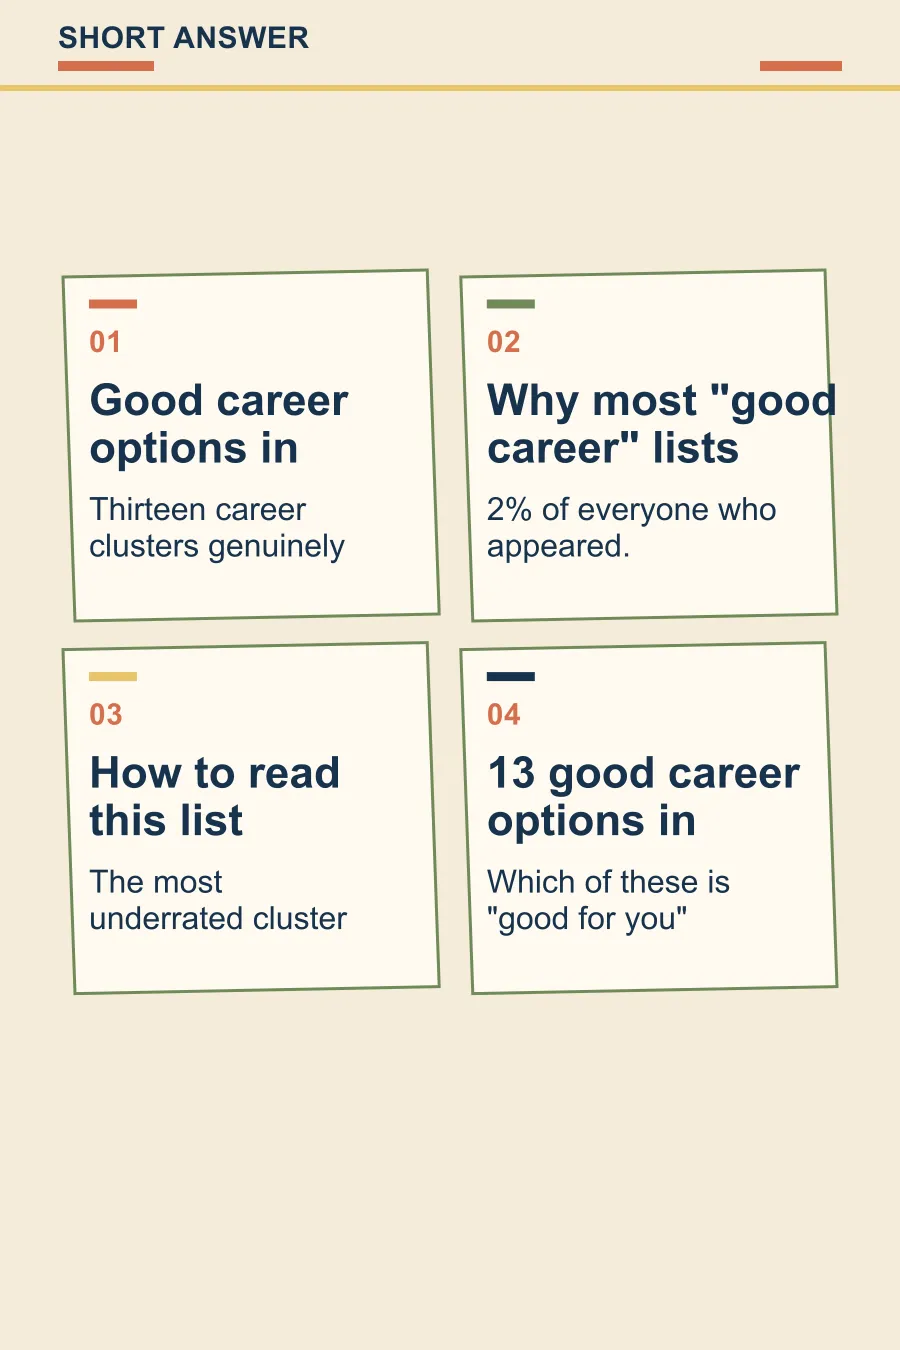 SHORT ANSWER
01
Good career
options in
Thirteen career
clusters genuinely
02
Why most "good
career" lists
2% of everyone who
appeared.
03
How to read
this list
The most
underrated cluster
04
13 good career
options in
Which of these is
"good for you"